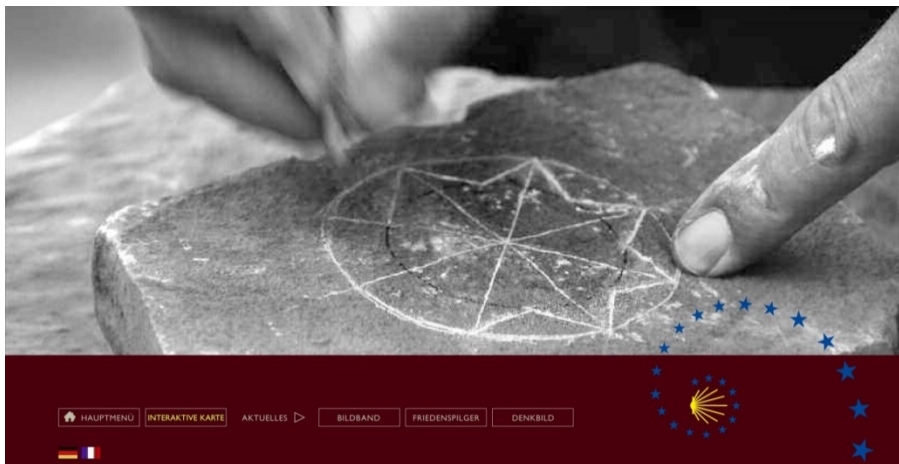 HAUPTMENÜ INTERAKTIVE KARTE AKTUELLES BILDBAND FRIEDENSPILGER DENKBILD